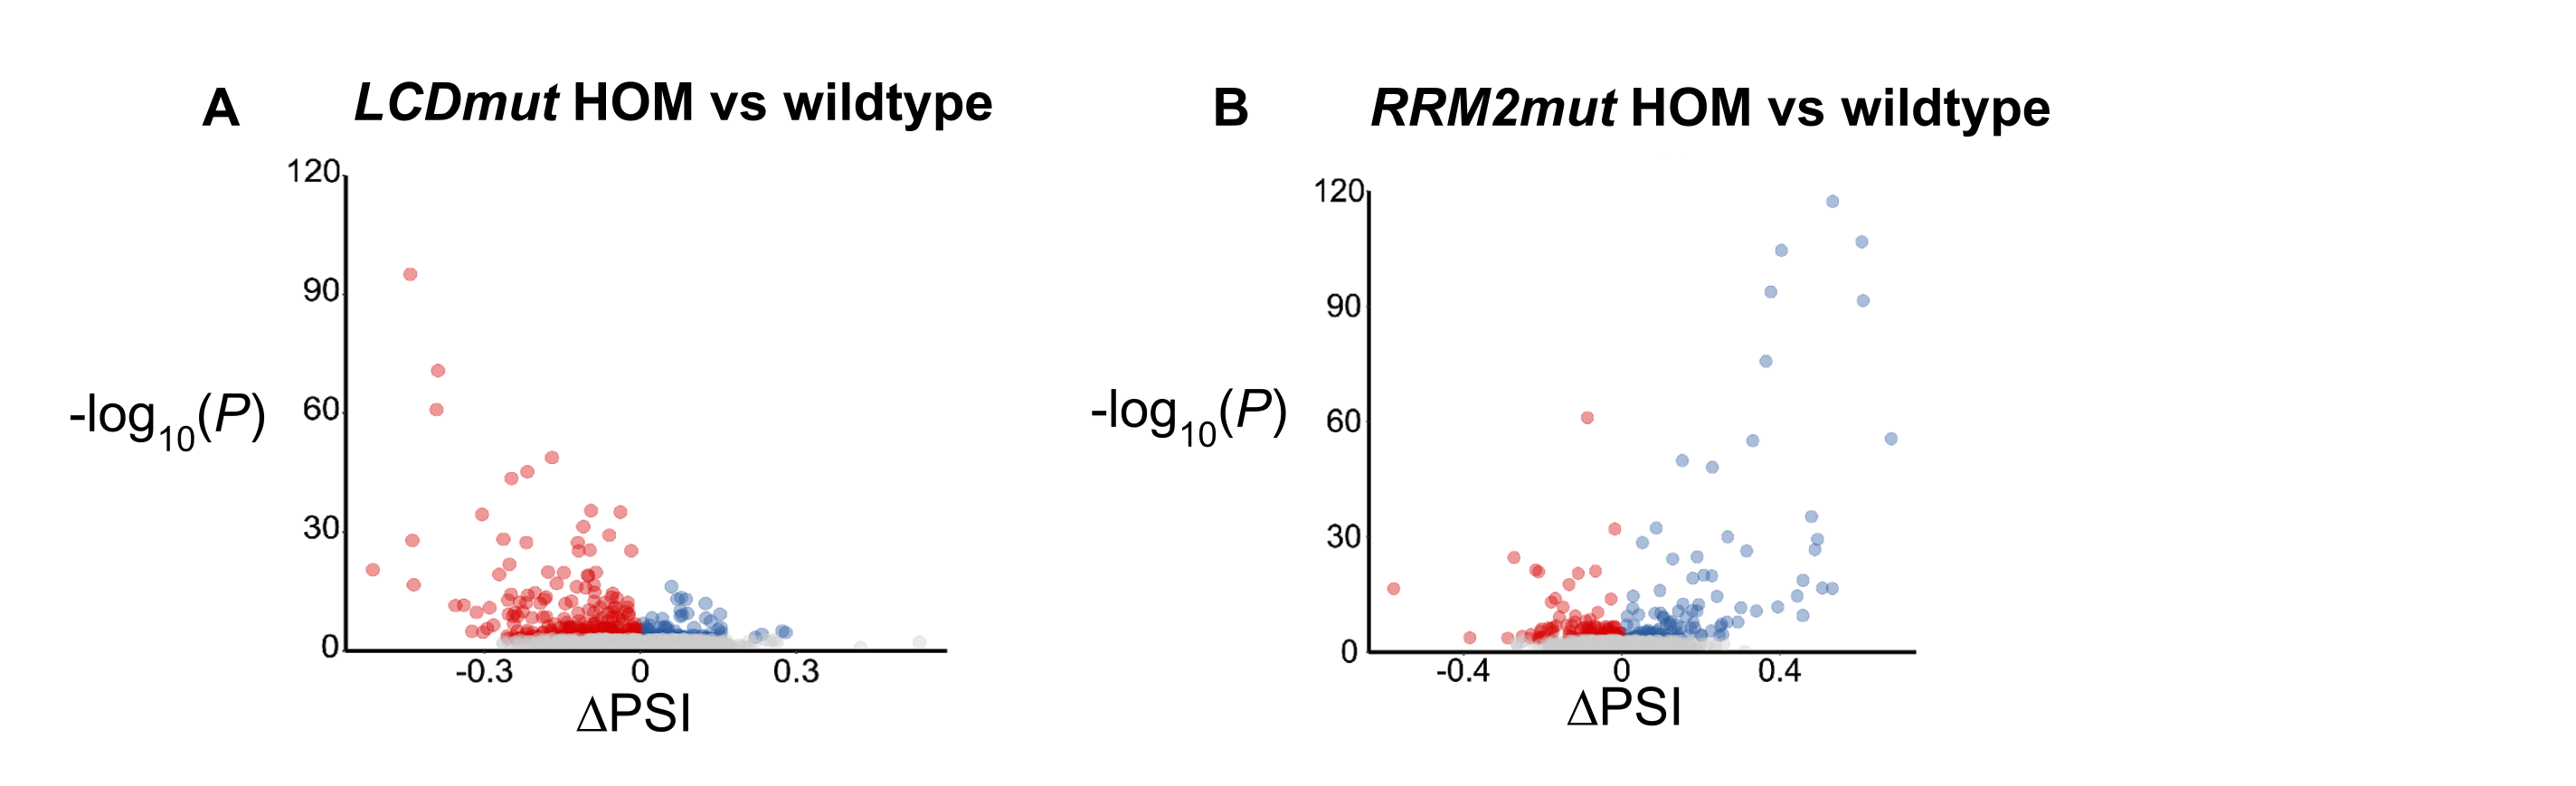 A
LCDmut HOM vs wildtype
120
90
60
30
0
-log10(P)
-0.3
0
0.3
ΔPSI
B
RRM2mut HOM vs wildtype
120
90
60
30
0
-log10(P)
-0.4
0
0.4
ΔPSI